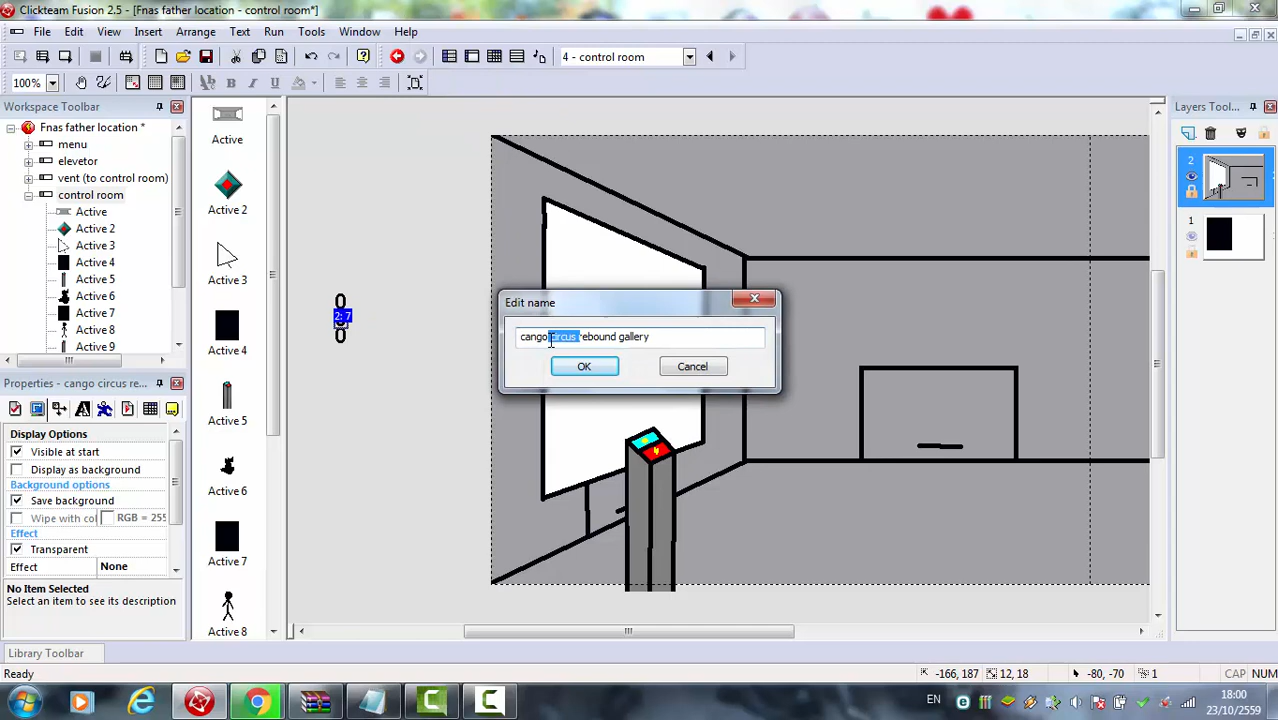 Clickteam Fusion 2.5 - [Fnas father location - control room*]
File Edit View Insert Arrange Text Run Tools Window Help
4 - control room
100%
B I U A
Workspace Toolbar
Fnas father location *
menu
elevetor
vent (to control room)
control room
Active
Active 2
Active 3
Active 4
Active 5
Active 6
Active 7
Active 8
Active 9
Properties - cango circus re
Display Options
Visible at start
Display as background
Background options
Save background
Wipe with col RGB = 255
Effect
Transparent
Effect None
No Item Selected
Select an item to see its description
Library Toolbar
Active
Active 2
Active 3
Active 4
Active 5
Active 6
Active 7
Active 8
2: 7
Edit name
cango circus rebound gallery
OK Cancel
Layers Tool...
2
1
Ready
-166, 187 12, 18 -80, -70 1 CAP NUM
EN
18:00
23/10/2559